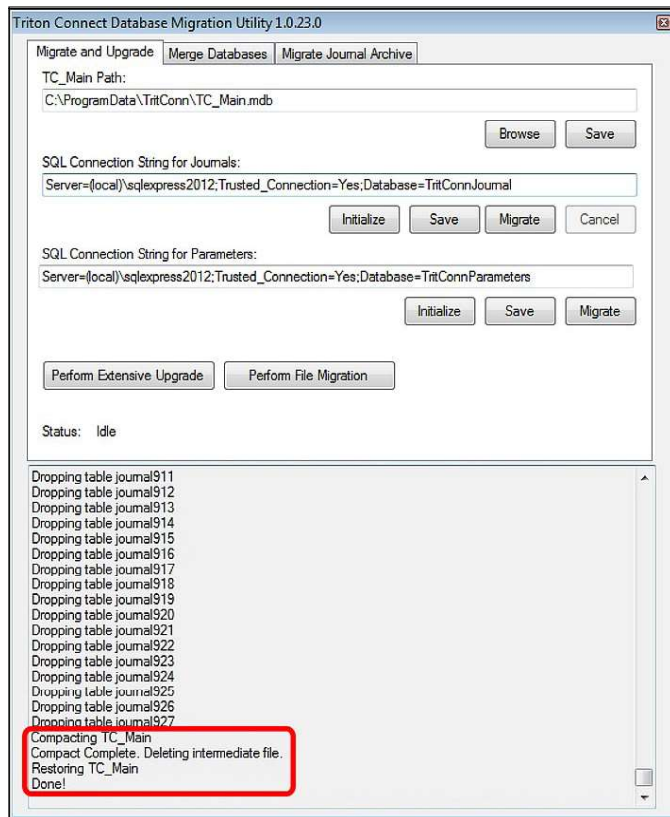 Triton Connect Database Migration Utility 1.0.23.0
Migrate and Upgrade Merge Databases Migrate Journal Archive
TC_Main Path:
C:\ProgramData\TritConn\TC_Main.mdb
Browse Save
SQL Connection String for Journals:
Server=(local)\sqlexpress2012;Trusted_Connection=Yes;Database=TritConnJournal
Initialize Save Migrate Cancel
SQL Connection String for Parameters:
Server=(local)\sqlexpress2012;Trusted_Connection=Yes;Database=TritConnParameters
Initialize Save Migrate
Perform Extensive Upgrade Perform File Migration
Status: Idle
Dropping table journal911
Dropping table journal912
Dropping table journal913
Dropping table journal914
Dropping table journal915
Dropping table journal916
Dropping table journal917
Dropping table journal918
Dropping table journal919
Dropping table journal920
Dropping table journal921
Dropping table journal922
Dropping table journal923
Dropping table journal924
Dropping table journal925
Dropping table journal926
Dropping table journal927
Compacting TC_Main
Compact Complete. Deleting intermediate file.
Restoring TC_Main
Done!